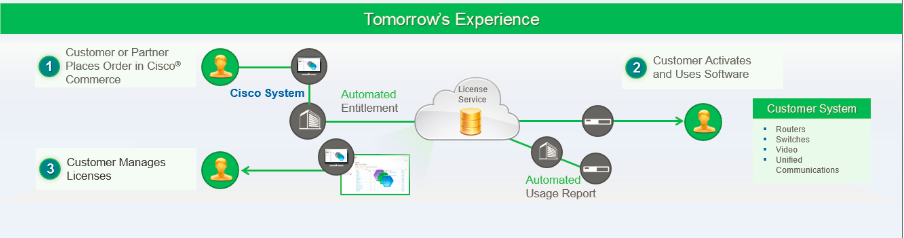 Tomorrow's Experience
1
Customer or Partner
Places Order in Cisco®
Commerce
Cisco System
Automated
Entitlement
License
Service
2
Customer Activates
and Uses Software
Customer System
Routers
Switches
Video
Unified
Communications
3
Customer Manages
Licenses
Automated
Usage Report